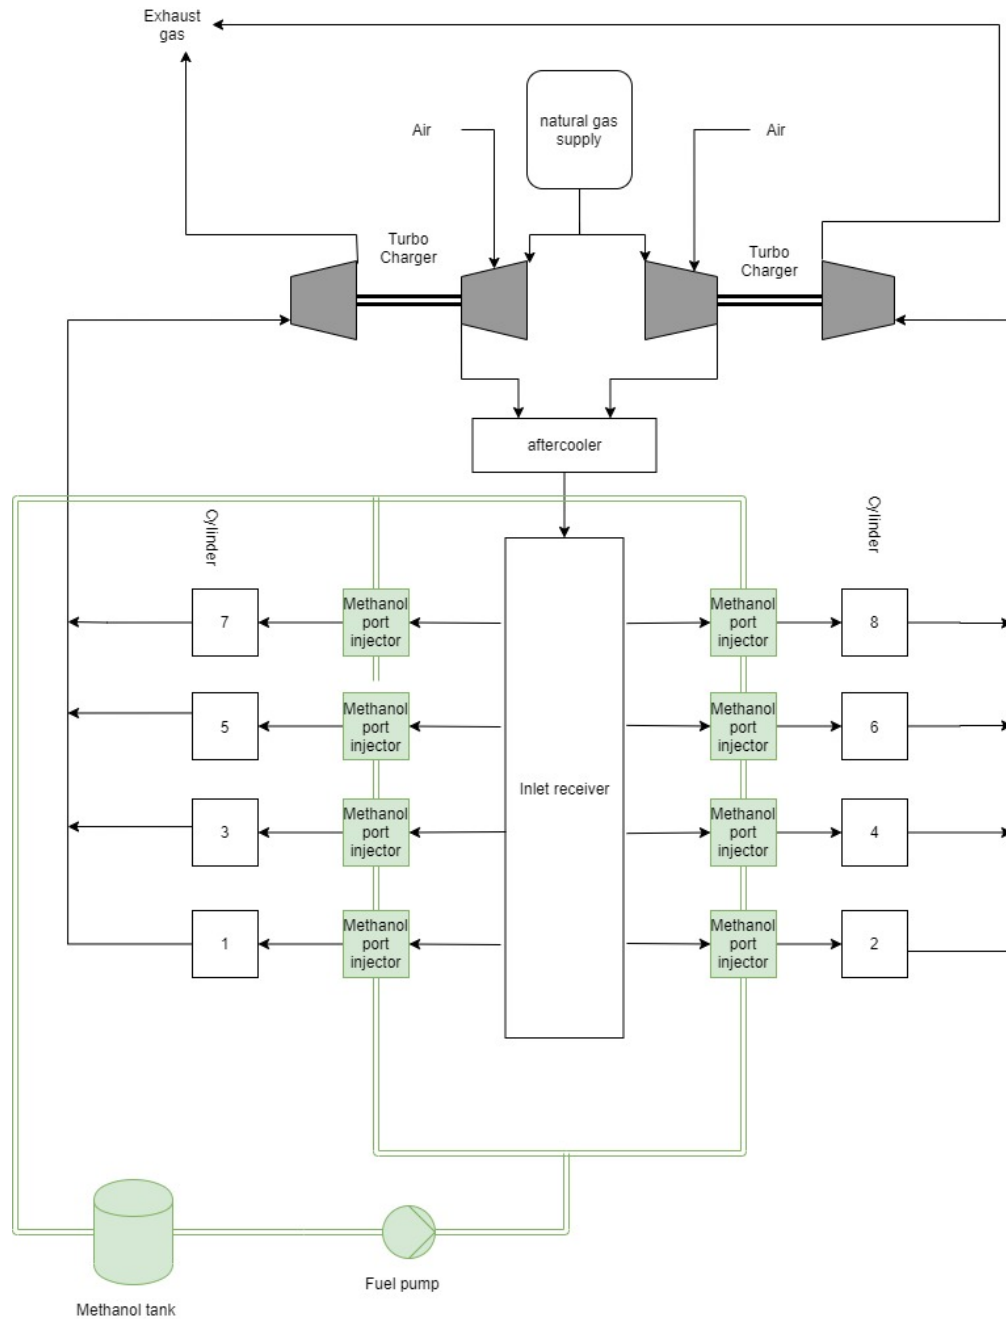 Exhaust
gas
natural gas
supply
Air
Air
Turbo
Charger
Turbo
Charger
aftercooler
Cylinder
Cylinder
7
Methanol
port
injector
Methanol
port
injector
8
5
Methanol
port
injector
Methanol
port
injector
6
Inlet receiver
3
Methanol
port
injector
Methanol
port
injector
4
1
Methanol
port
injector
Methanol
port
injector
2
Fuel pump
Methanol tank